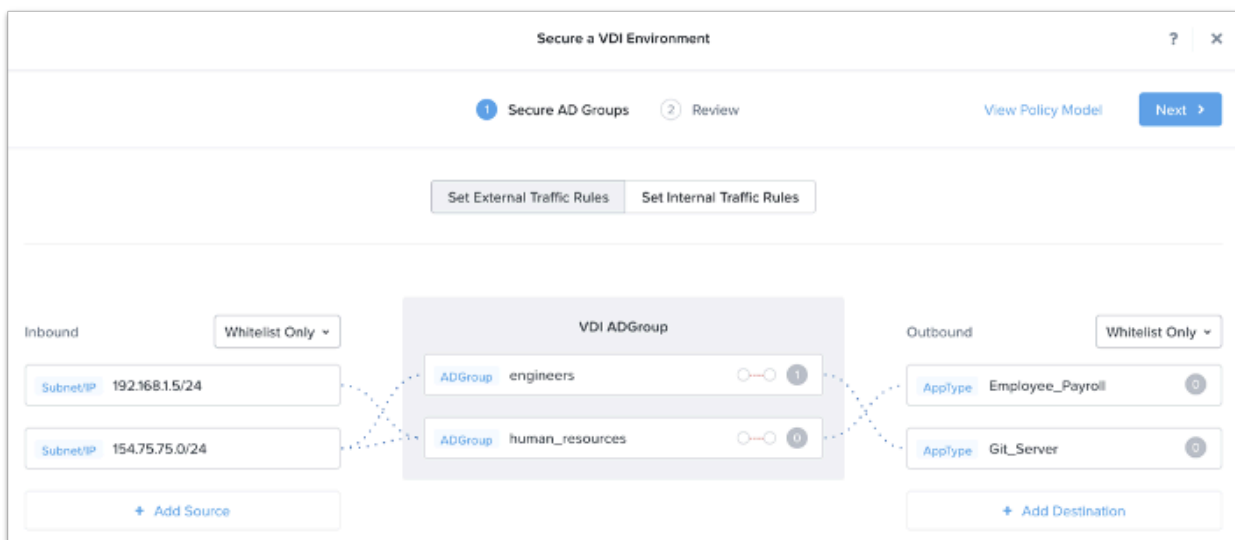 Secure a VDI Environment
?
×
1 Secure AD Groups
2 Review
View Policy Model
Next >
Set External Traffic Rules
Set Internal Traffic Rules
Inbound
Whitelist Only
Subnet/IP 192.168.1.5/24
Subnet/IP 154.75.75.0/24
+ Add Source
VDI ADGroup
ADGroup engineers 1
ADGroup human_resources 0
Outbound
Whitelist Only
AppType Employee_Payroll 0
AppType Git_Server 0
+ Add Destination